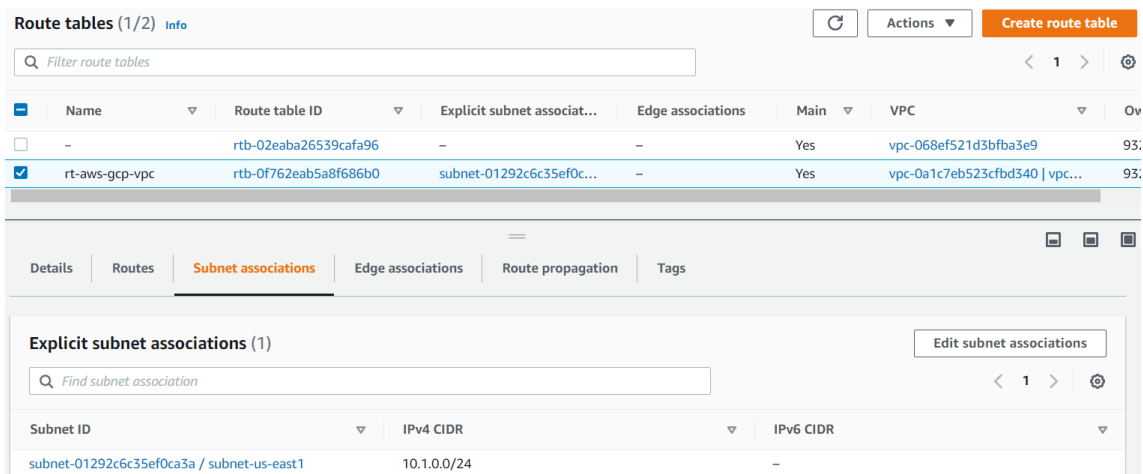 Route tables (1/2) Info Actions Create route table
Filter route tables 1
Name Route table ID Explicit subnet associat... Edge associations Main VPC Ow
– rtb-02eaba26539cafa96 – – Yes vpc-068ef521d3bfba3e9 932
rt-aws-gcp-vpc rtb-0f762eab5a8f686b0 subnet-01292c6c35ef0c... – Yes vpc-0a1c7eb523cfbd340 | vpc... 932
Details Routes Subnet associations Edge associations Route propagation Tags
Explicit subnet associations (1) Edit subnet associations
Find subnet association 1
Subnet ID IPv4 CIDR IPv6 CIDR
subnet-01292c6c35ef0ca3a / subnet-us-east1 10.1.0.0/24 –